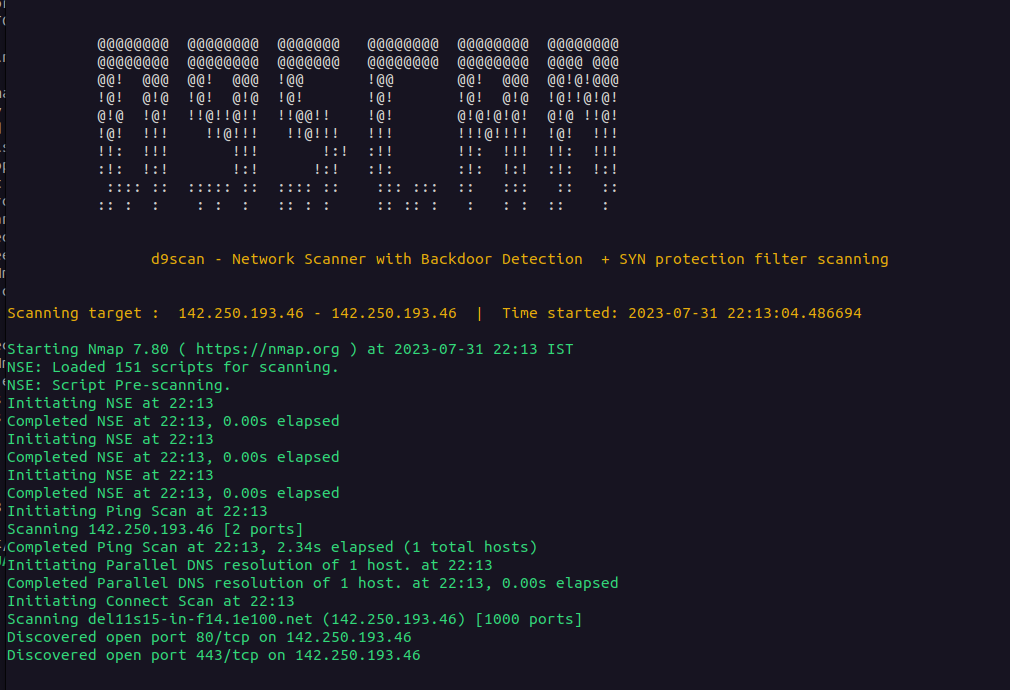 @@@@@@@@  @@@@@@@@  @@@@@@@   @@@@@@@@  @@@@@@@@  @@@@@@@@
@@@@@@@@  @@@@@@@@  @@@@@@@   @@@@@@@@  @@@@@@@@  @@@@ @@@
@@!  @@@  @@!  @@@  !@@       !@@       @@!  @@@  @@!@!@@@
!@!  @!@  !@!  @!@  !@!       !@!       !@!  @!@  !@!!@!@!
@!@  !@!  !!@!!@!!  !!@@!!    !@!       @!@!@!@!  @!@ !!@!
!@!  !!!    !!@!!!   !!@!!!   !!!       !!!@!!!!  !@!  !!!
!!:  !!!       !!!       !:!  :!!       !!:  !!!  !!:  !!!
:!:  !:!       !:!      !:!   :!:       :!:  !:!  :!:  !:!
 :::: ::  ::::: ::  :::: ::    ::: :::  ::   :::   ::   ::
:: :  :    : :  :   :: : :     :: :: :   :   : :  ::    :
d9scan - Network Scanner with Backdoor Detection  + SYN protection filter scanning
Scanning target :  142.250.193.46 - 142.250.193.46  |  Time started: 2023-07-31 22:13:04.486694
Starting Nmap 7.80 ( https://nmap.org ) at 2023-07-31 22:13 IST
NSE: Loaded 151 scripts for scanning.
NSE: Script Pre-scanning.
Initiating NSE at 22:13
Completed NSE at 22:13, 0.00s elapsed
Initiating NSE at 22:13
Completed NSE at 22:13, 0.00s elapsed
Initiating NSE at 22:13
Completed NSE at 22:13, 0.00s elapsed
Initiating Ping Scan at 22:13
Scanning 142.250.193.46 [2 ports]
Completed Ping Scan at 22:13, 2.34s elapsed (1 total hosts)
Initiating Parallel DNS resolution of 1 host. at 22:13
Completed Parallel DNS resolution of 1 host. at 22:13, 0.00s elapsed
Initiating Connect Scan at 22:13
Scanning del11s15-in-f14.1e100.net (142.250.193.46) [1000 ports]
Discovered open port 80/tcp on 142.250.193.46
Discovered open port 443/tcp on 142.250.193.46